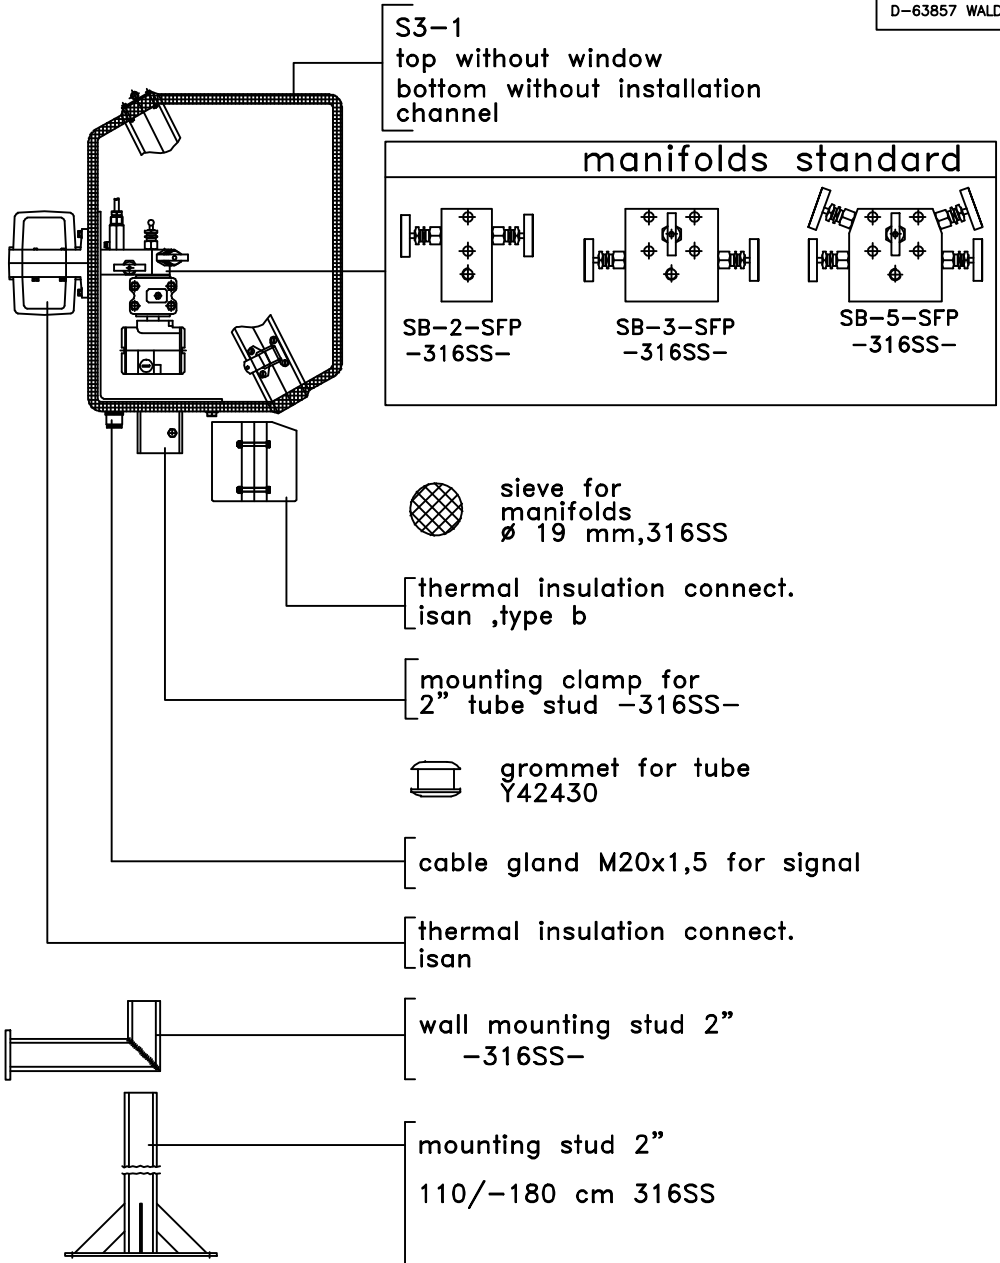 D-63857 WALD
S3-1
top without window
bottom without installation
channel
manifolds standard
SB-2-SFP
-316SS-
SB-3-SFP
-316SS-
SB-5-SFP
-316SS-
sieve for
manifolds
ø 19 mm,316SS
thermal insulation connect.
isan ,type b
mounting clamp for
2” tube stud -316SS-
grommet for tube
Y42430
cable gland M20x1,5 for signal
thermal insulation connect.
isan
wall mounting stud 2”
-316SS-
mounting stud 2”
110/-180 cm 316SS